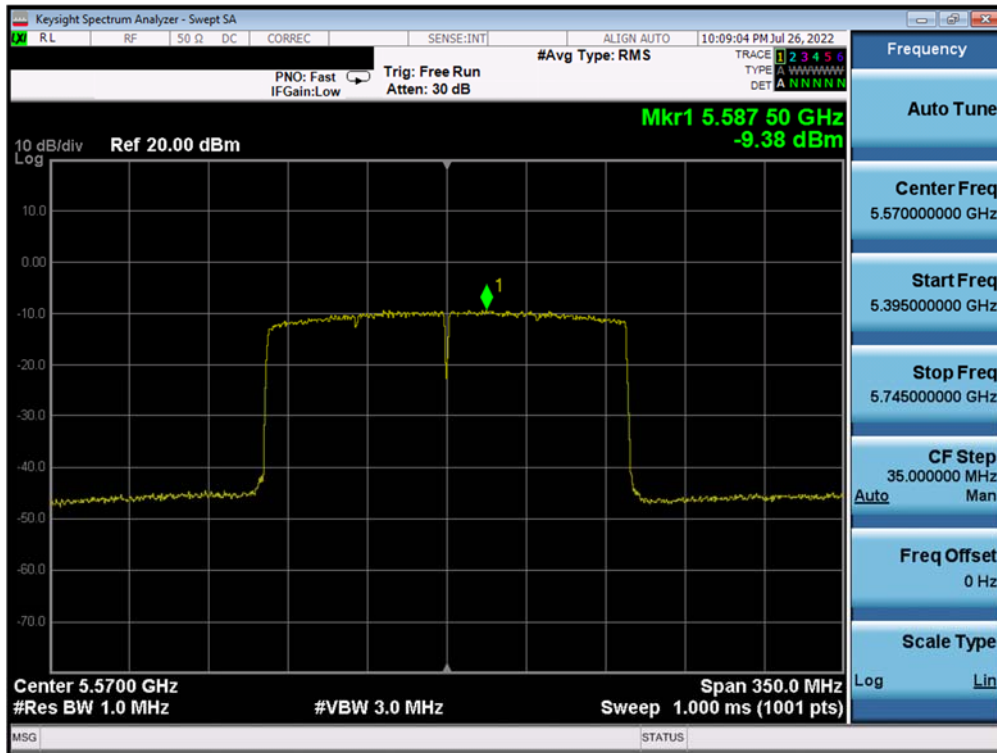 Keysight Spectrum Analyzer - Swept SA
LXI RL RF 50 Ω DC CORREC SENSE:INT ALIGN AUTO 10:09:04 PM Jul 26, 2022
#Avg Type: RMS
TRACE 1 2 3 4 5 6
TYPE A WWWWW
DET A N N N N N
PNO: Fast
IFGain:Low
Trig: Free Run
Atten: 30 dB
Mkr1 5.587 50 GHz
-9.38 dBm
10 dB/div
Log
Ref 20.00 dBm
10.0
0.00
-10.0
-20.0
-30.0
-40.0
-50.0
-60.0
-70.0
1
Center 5.5700 GHz
Span 350.0 MHz
#Res BW 1.0 MHz
#VBW 3.0 MHz
Sweep 1.000 ms (1001 pts)
MSG
STATUS
Frequency
Auto Tune
Center Freq
5.570000000 GHz
Start Freq
5.395000000 GHz
Stop Freq
5.745000000 GHz
CF Step
35.000000 MHz
Auto Man
Freq Offset
0 Hz
Scale Type
Log Lin